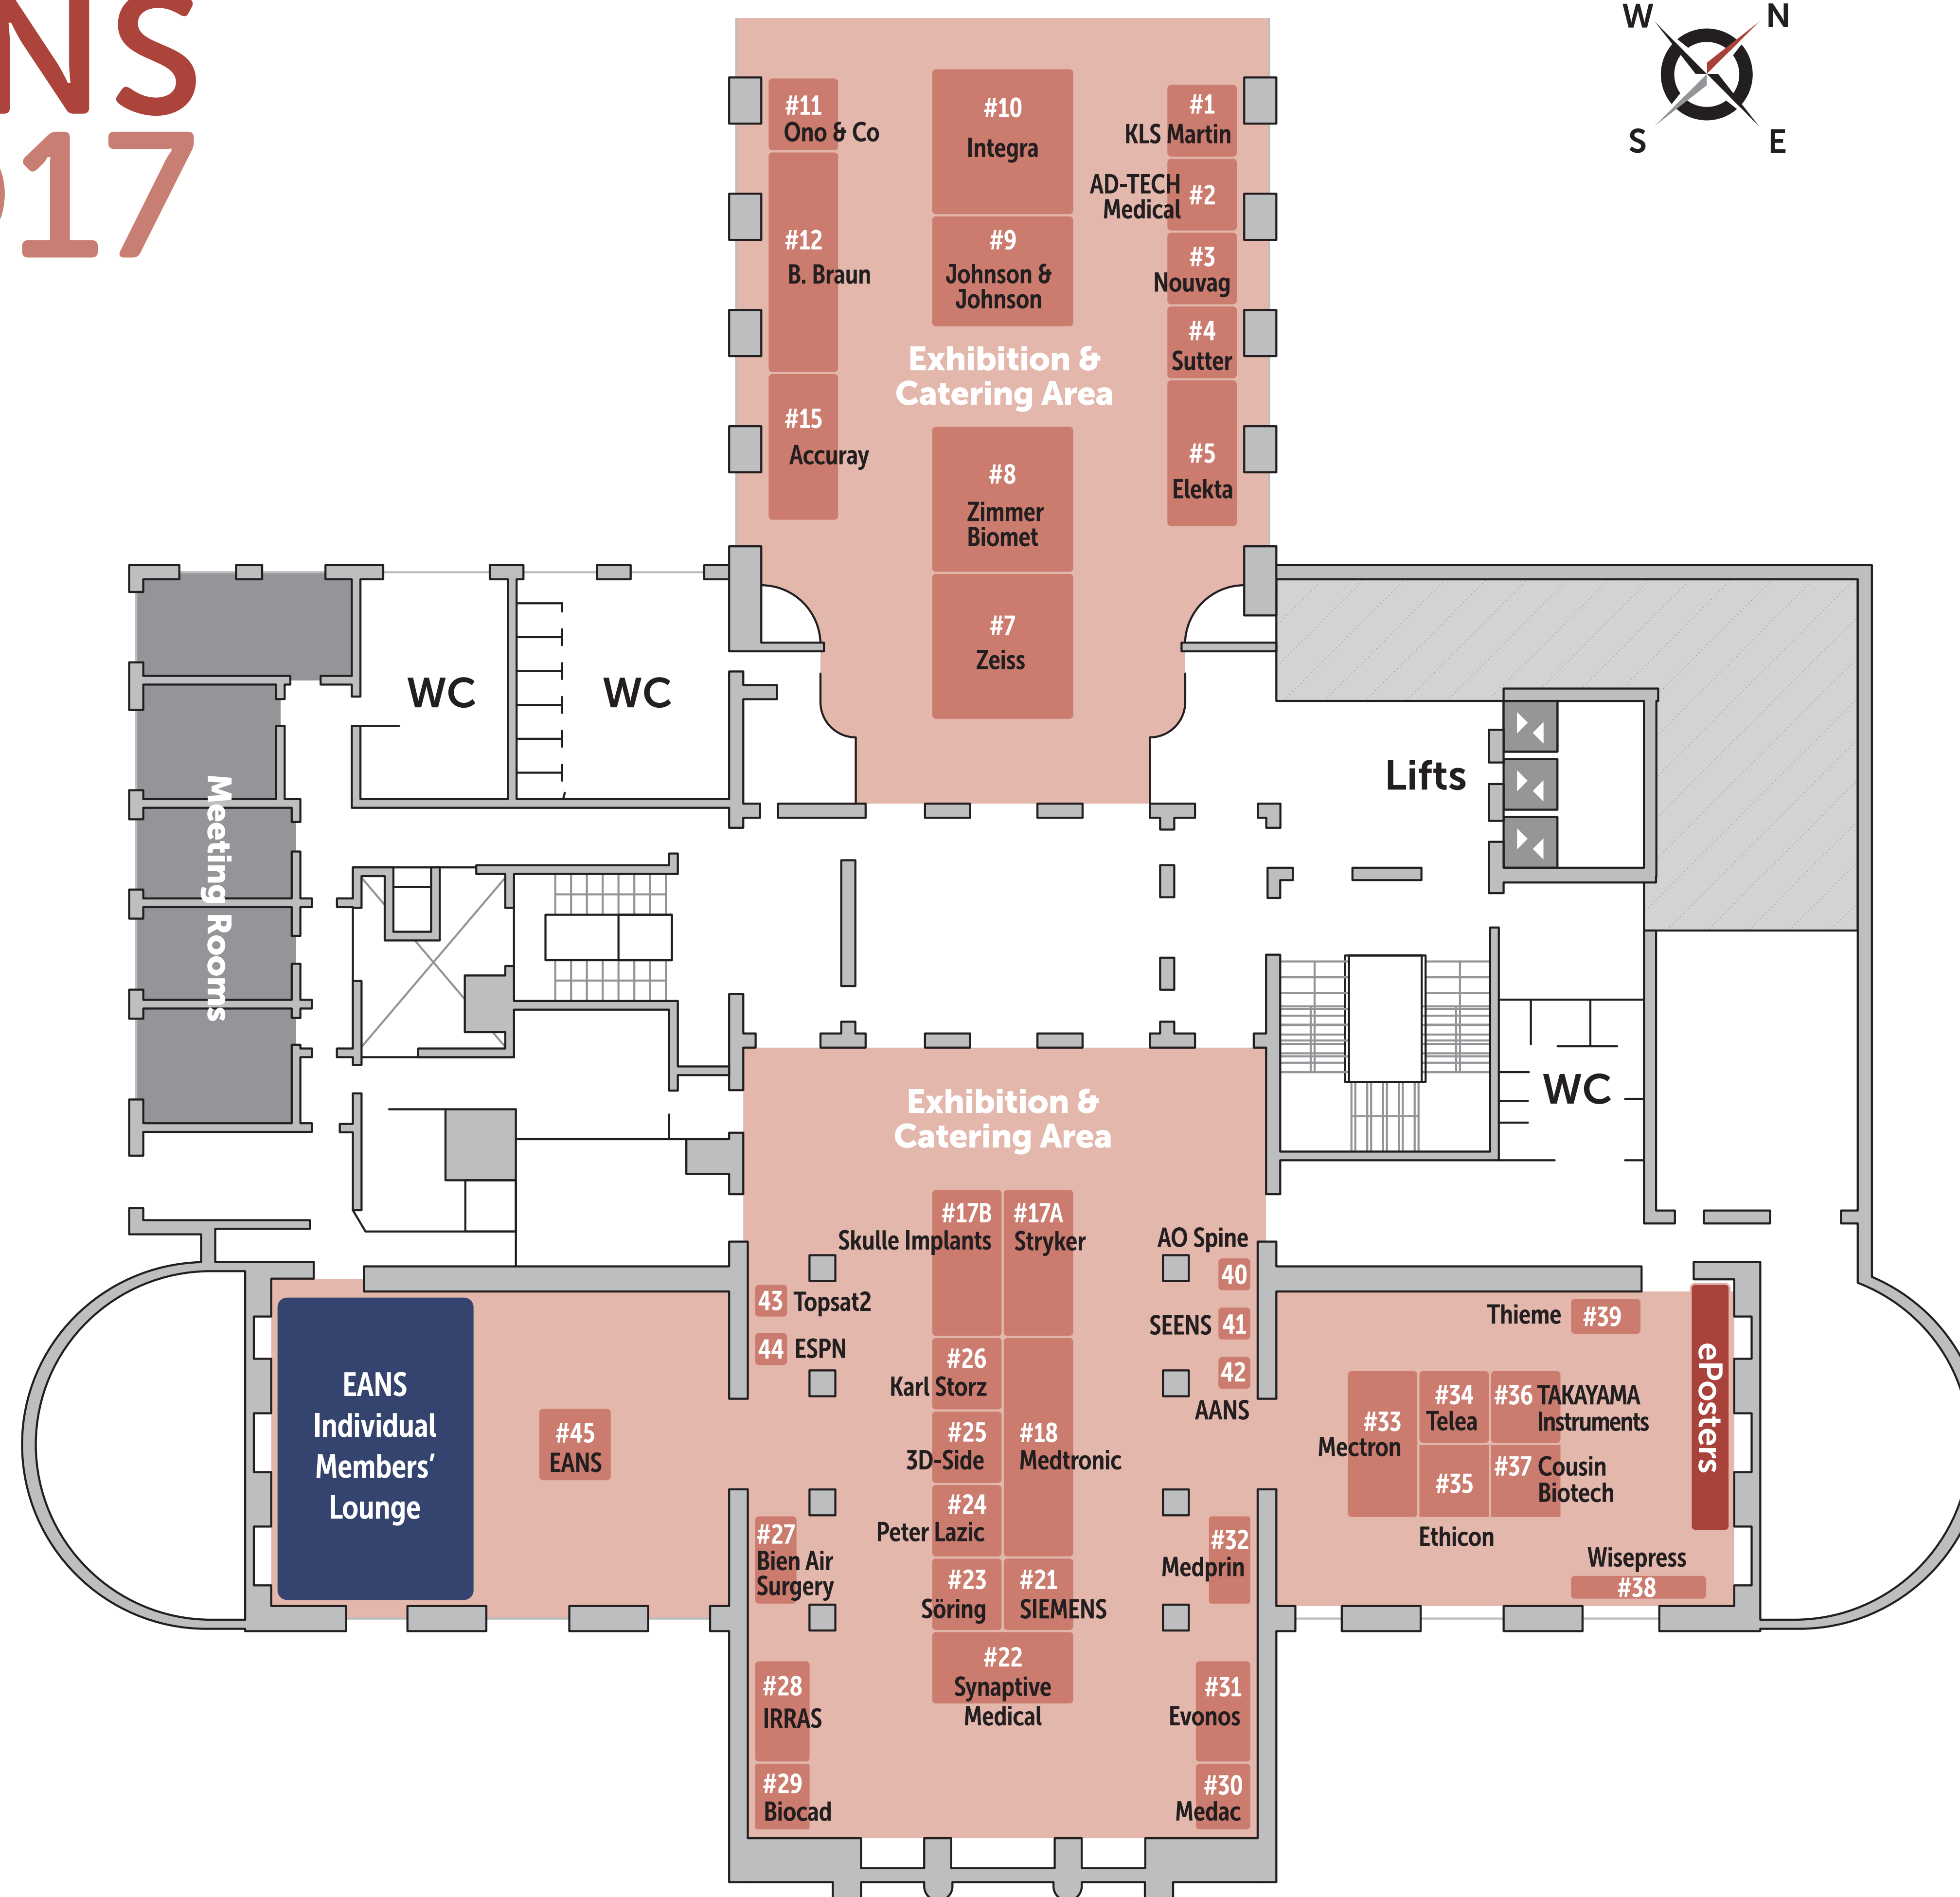 NS
017
W
N
S
E
#11
Ono & Co
#10
Integra
#1
KLS Martin
AD-TECH
Medical
#2
#12
B. Braun
#9
Johnson &
Johnson
#3
Nouvag
#4
Sutter
Exhibition &
Catering Area
#15
Accuray
#8
Zimmer
Biomet
#5
Elekta
#7
Zeiss
WC
WC
Lifts
Meeting Rooms
WC
Exhibition &
Catering Area
#17B
Skulle Implants
#17A
Stryker
AO Spine
40
43
Topsat2
SEENS
41
44
ESPN
42
AANS
#26
Karl Storz
#25
3D-Side
#18
Medtronic
#24
Peter Lazic
#23
Söring
#21
SIEMENS
#22
Synaptive
Medical
EANS
Individual
Members’
Lounge
#45
EANS
#27
Bien Air
Surgery
#32
Medprin
#28
IRRAS
#31
Evonos
#29
Biocad
#30
Medac
Thieme
#39
ePosters
#33
Mectron
#34
Telea
#36
TAKAYAMA
Instruments
#35
Ethicon
#37
Cousin
Biotech
Wisepress
#38